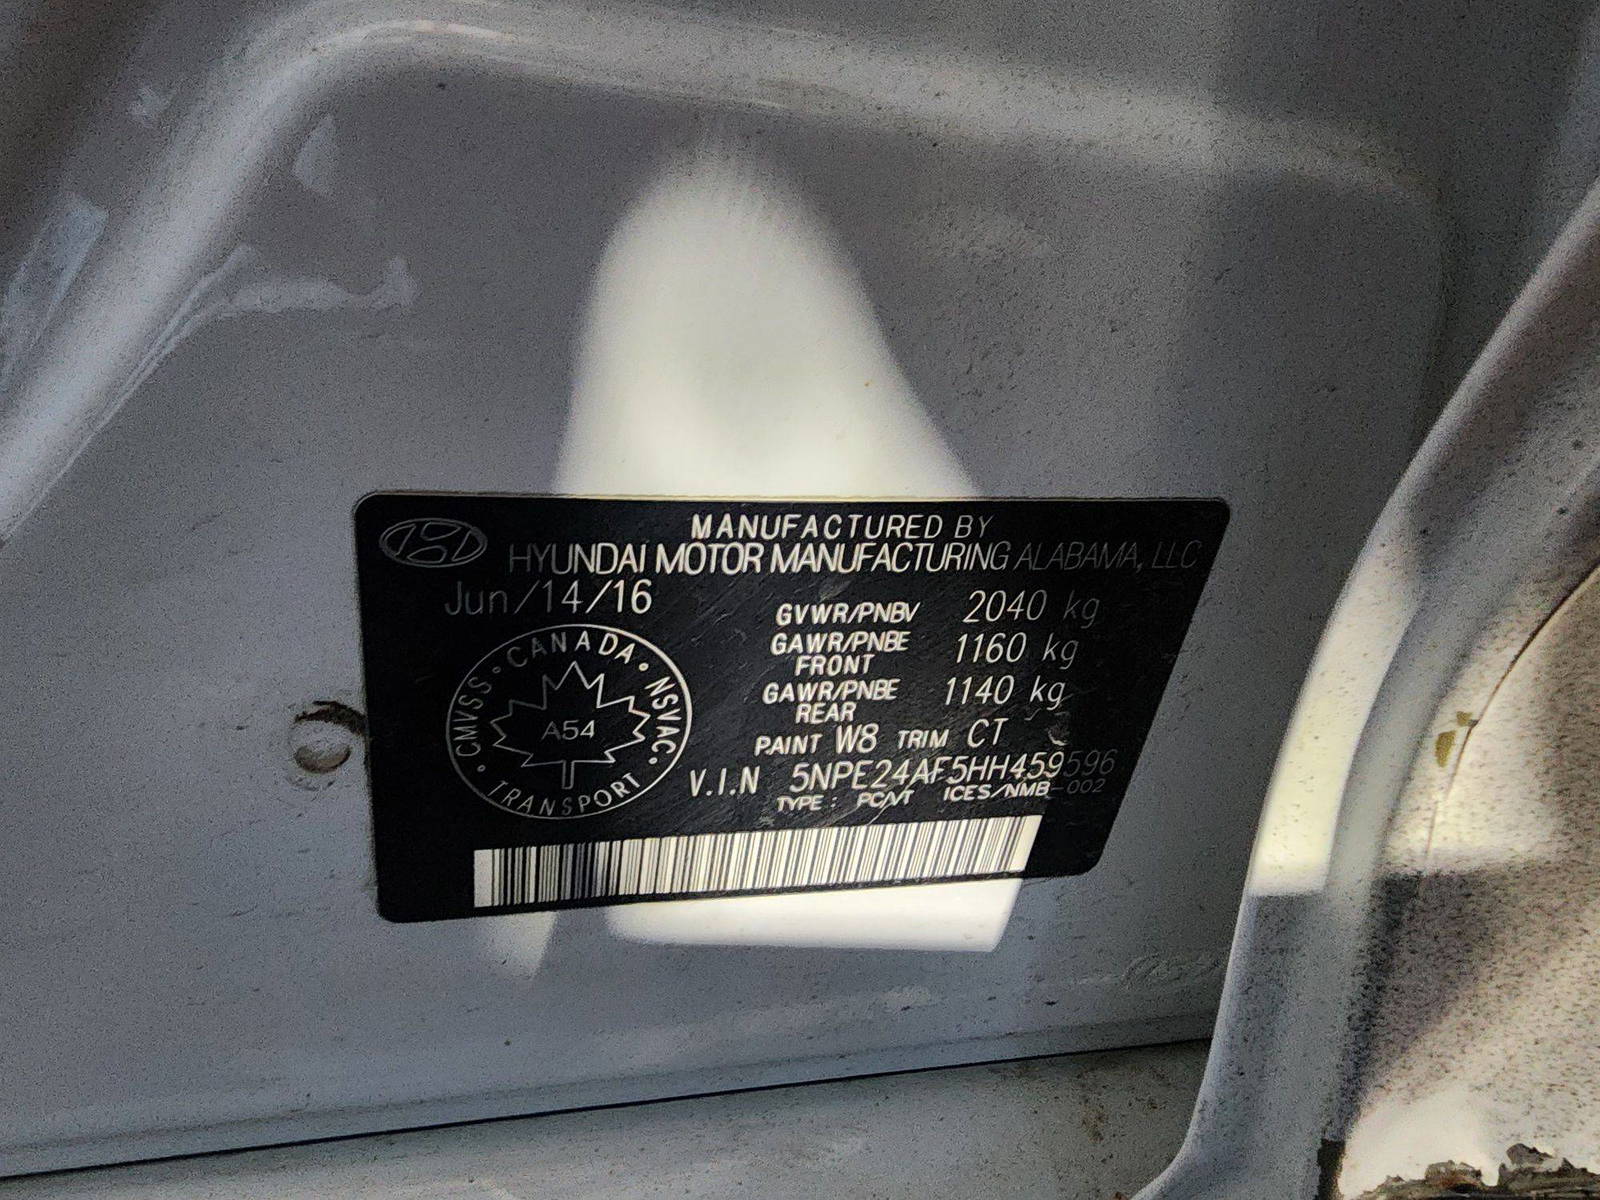 MANUFACTURED BY
HYUNDAI MOTOR MANUFACTURING ALABAMA, LLC
Jun/14/16
GVWR/PNBV 2040 kg
GAWR/PNBE FRONT 1160 kg
GAWR/PNBE REAR 1140 kg
PAINT W8 TRIM CT
V.I.N 5NPE24AF5HH459596
TYPE: PC/VT ICES/NMB-002
· CANADA · NSVAC · TRANSPORT · CMVSS
A54